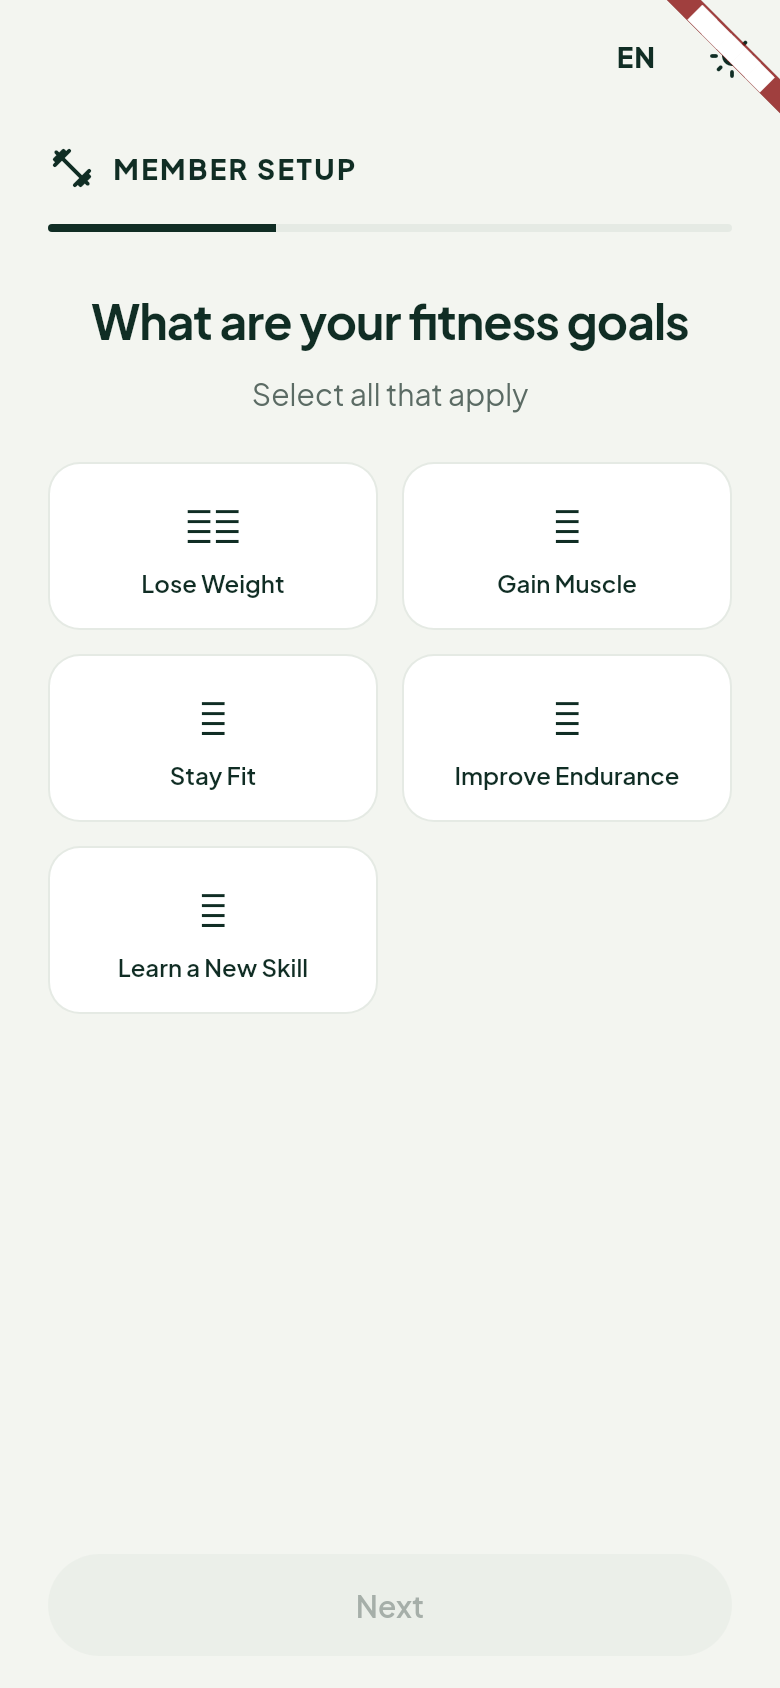 EN
MEMBER SETUP
What are your fitness goals
Select all that apply
Lose Weight
Gain Muscle
Stay Fit
Improve Endurance
Learn a New Skill
Next